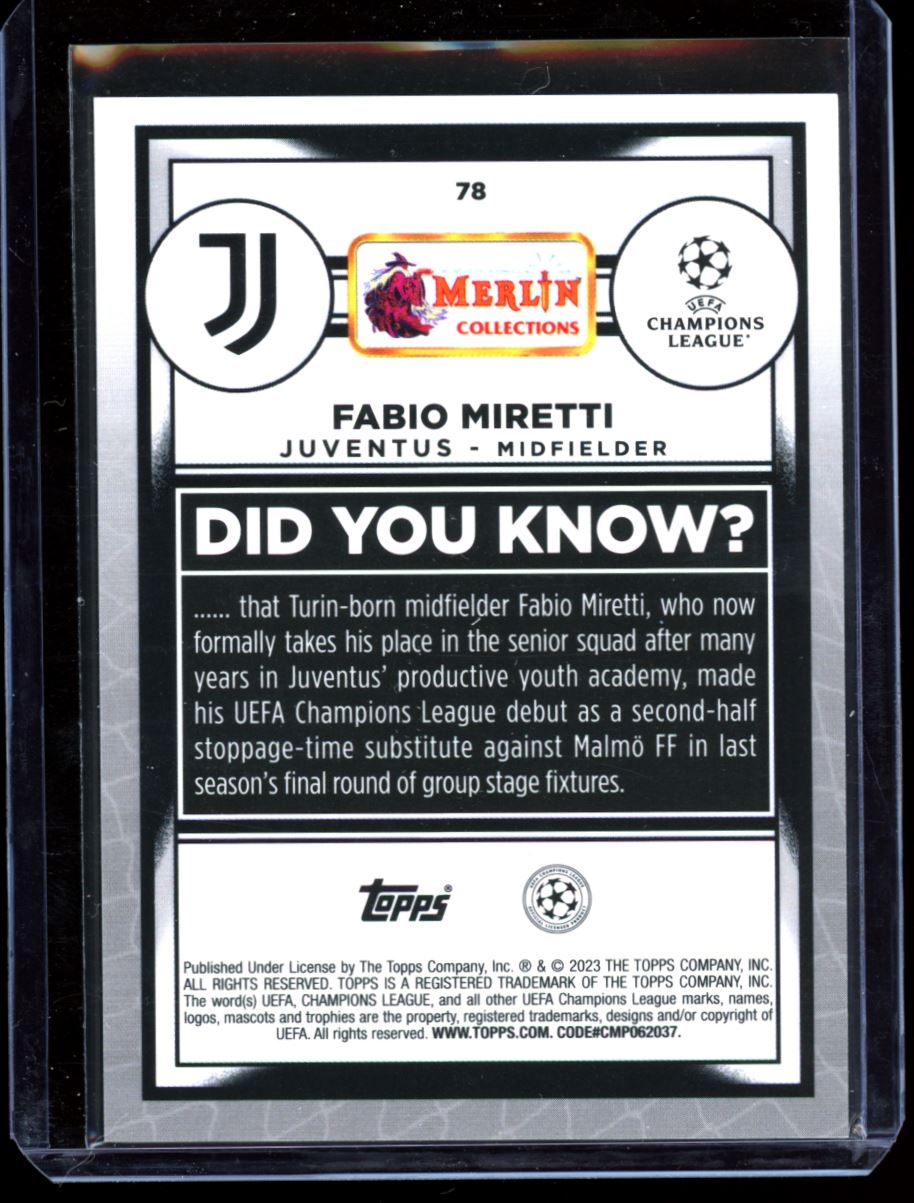 78
MERLIN
COLLECTIONS
UEFA
CHAMPIONS
LEAGUE®
FABIO MIRETTI
JUVENTUS - MIDFIELDER
DID YOU KNOW?
...... that Turin-born midfielder Fabio Miretti, who now
formally takes his place in the senior squad after many
years in Juventus' productive youth academy, made
his UEFA Champions League debut as a second-half
stoppage-time substitute against Malmö FF in last
season's final round of group stage fixtures.
TOPPS®
UEFA CHAMPIONS LEAGUE
OFFICIAL LICENSED PRODUCT
Published Under License by The Topps Company, Inc. ® & © 2023 THE TOPPS COMPANY, INC.
ALL RIGHTS RESERVED. TOPPS IS A REGISTERED TRADEMARK OF THE TOPPS COMPANY, INC.
The word(s) UEFA, CHAMPIONS LEAGUE, and all other UEFA Champions League marks, names,
logos, mascots and trophies are the property, registered trademarks, designs and/or copyright of
UEFA. All rights reserved. WWW.TOPPS.COM. CODE#CMP062037.